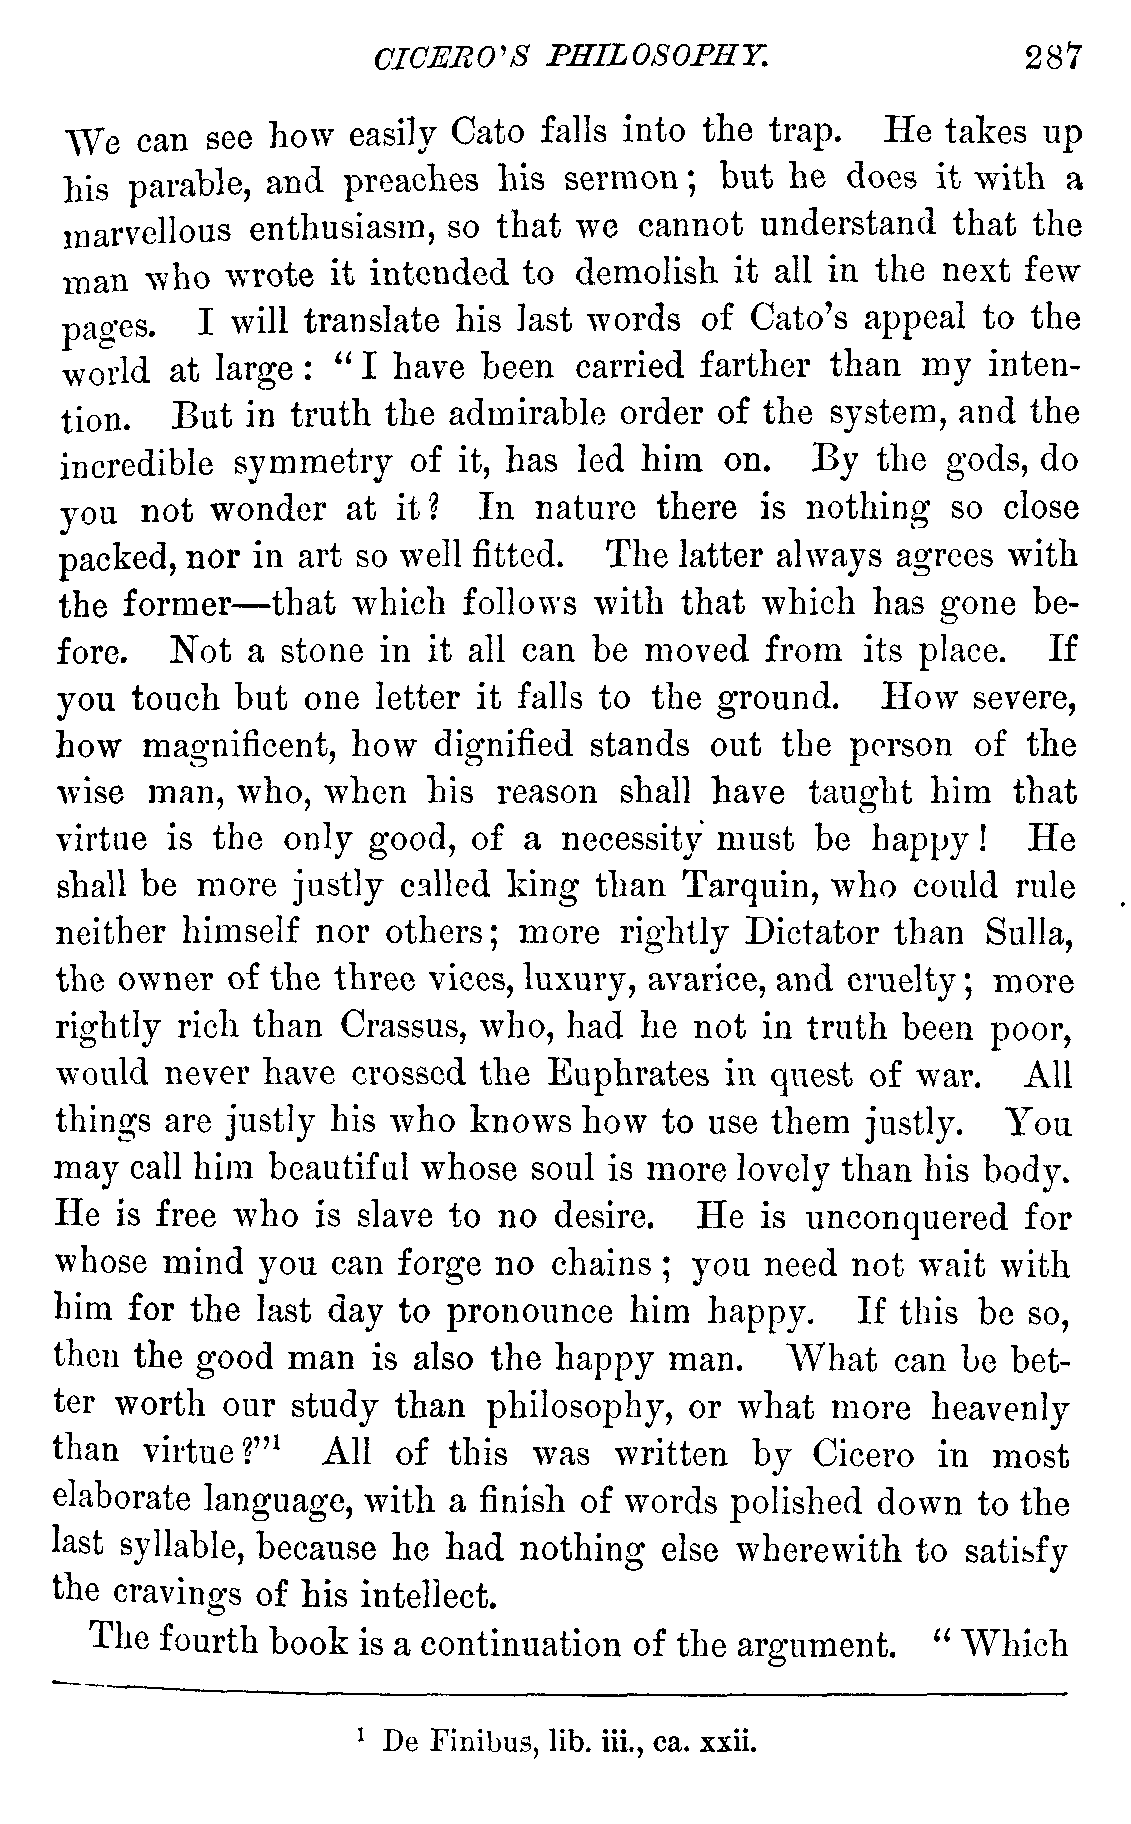 CICERO'S PHILOSOPHY. 287
We can see how easily Cato falls into the trap. He takes up
his parable, and preaches his sermon; but he does it with a
marvellous enthusiasm, so that we cannot understand that the
man who wrote it intended to demolish it all in the next few
pages. I will translate his last words of Cato's appeal to the
world at large: "I have been carried farther than my inten-
tion. But in truth the admirable order of the system, and the
incredible symmetry of it, has led him on. By the gods, do
you not wonder at it? In nature there is nothing so close
packed, nor in art so well fitted. The latter always agrees with
the former—that which follows with that which has gone be-
fore. Not a stone in it all can be moved from its place. If
you touch but one letter it falls to the ground. How severe,
how magnificent, how dignified stands out the person of the
wise man, who, when his reason shall have taught him that
virtue is the only good, of a necessity must be happy! He
shall be more justly called king than Tarquin, who could rule
neither himself nor others; more rightly Dictator than Sulla,
the owner of the three vices, luxury, avarice, and cruelty; more
rightly rich than Crassus, who, had he not in truth been poor,
would never have crossed the Euphrates in quest of war. All
things are justly his who knows how to use them justly. You
may call him beautiful whose soul is more lovely than his body.
He is free who is slave to no desire. He is unconquered for
whose mind you can forge no chains; you need not wait with
him for the last day to pronounce him happy. If this be so,
then the good man is also the happy man. What can be bet-
ter worth our study than philosophy, or what more heavenly
than virtue?"¹ All of this was written by Cicero in most
elaborate language, with a finish of words polished down to the
last syllable, because he had nothing else wherewith to satisfy
the cravings of his intellect.
The fourth book is a continuation of the argument. "Which
¹ De Finibus, lib. iii., ca. xxii.